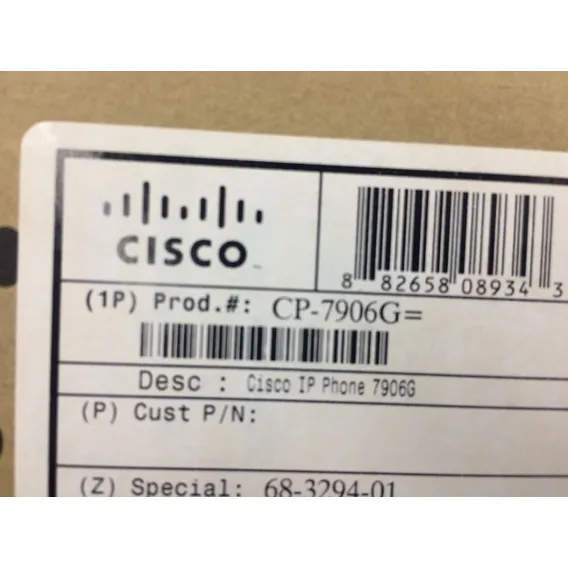 CISCO
8 82658 08934 3
(1P) Prod.#: CP-7906G=
Desc : Cisco IP Phone 7906G
(P) Cust P/N:
(Z) Special: 68-3294-01